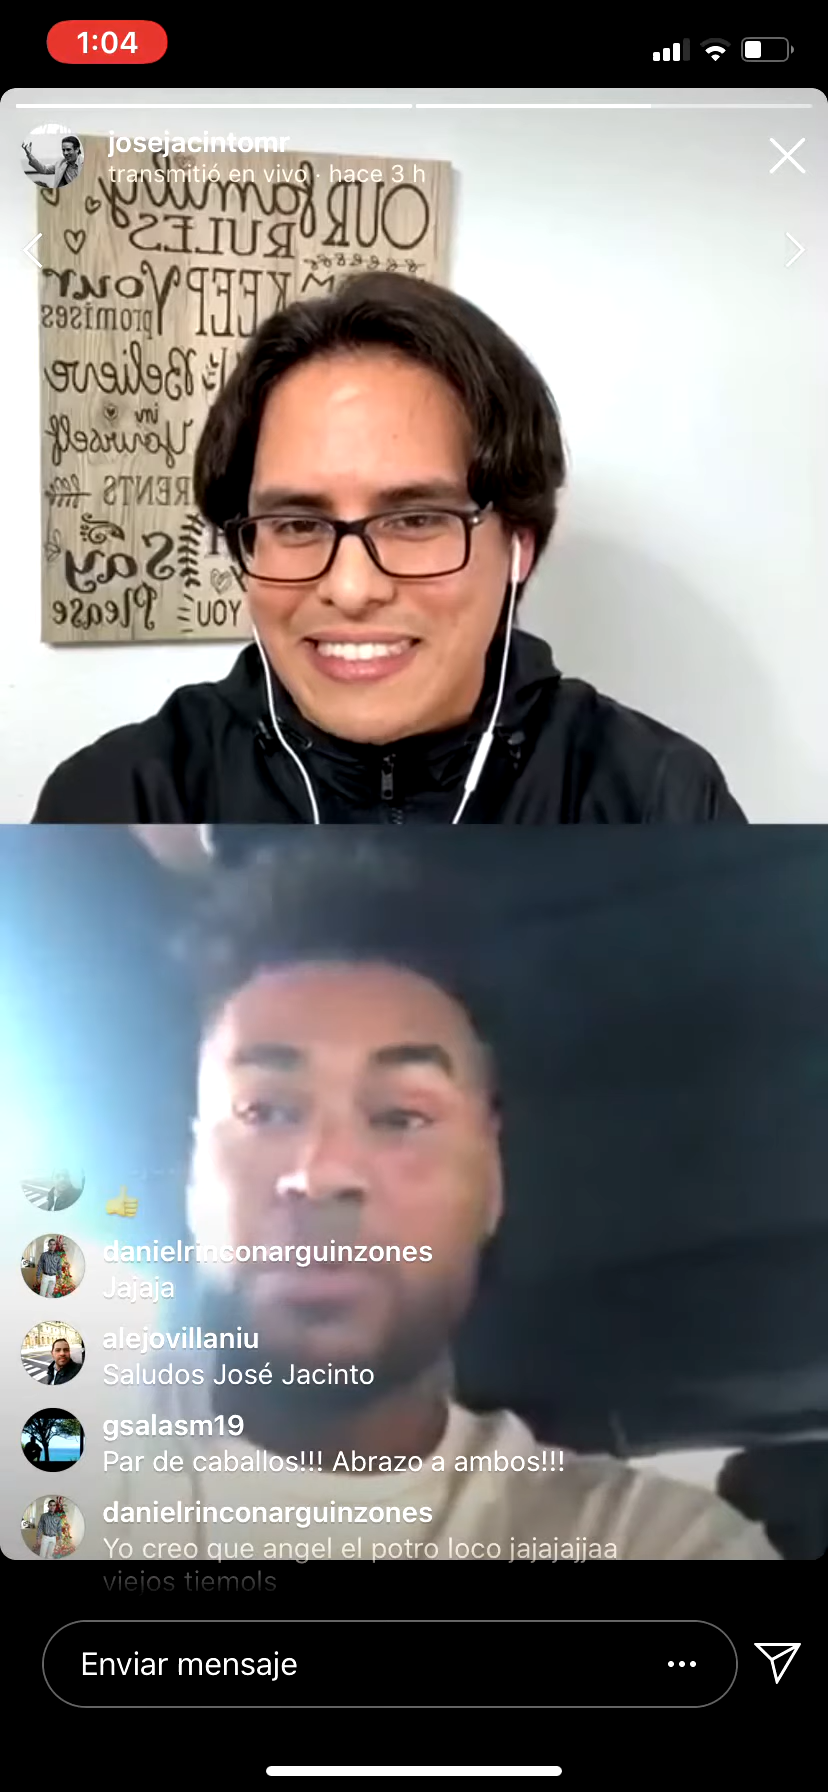 1:04
josejacintomr
transmitió en vivo · hace 3 h
OUR family
RULES
KEEP Your
promises
Believe
in
Yourself
Say
Please
YOU
danielrinconarguinzones
Jajaja
alejovillaniu
Saludos José Jacinto
gsalasm19
Par de caballos!!! Abrazo a ambos!!!
danielrinconarguinzones
Yo creo que angel el potro loco jajajajjaa
viejos tiemols
Enviar mensaje